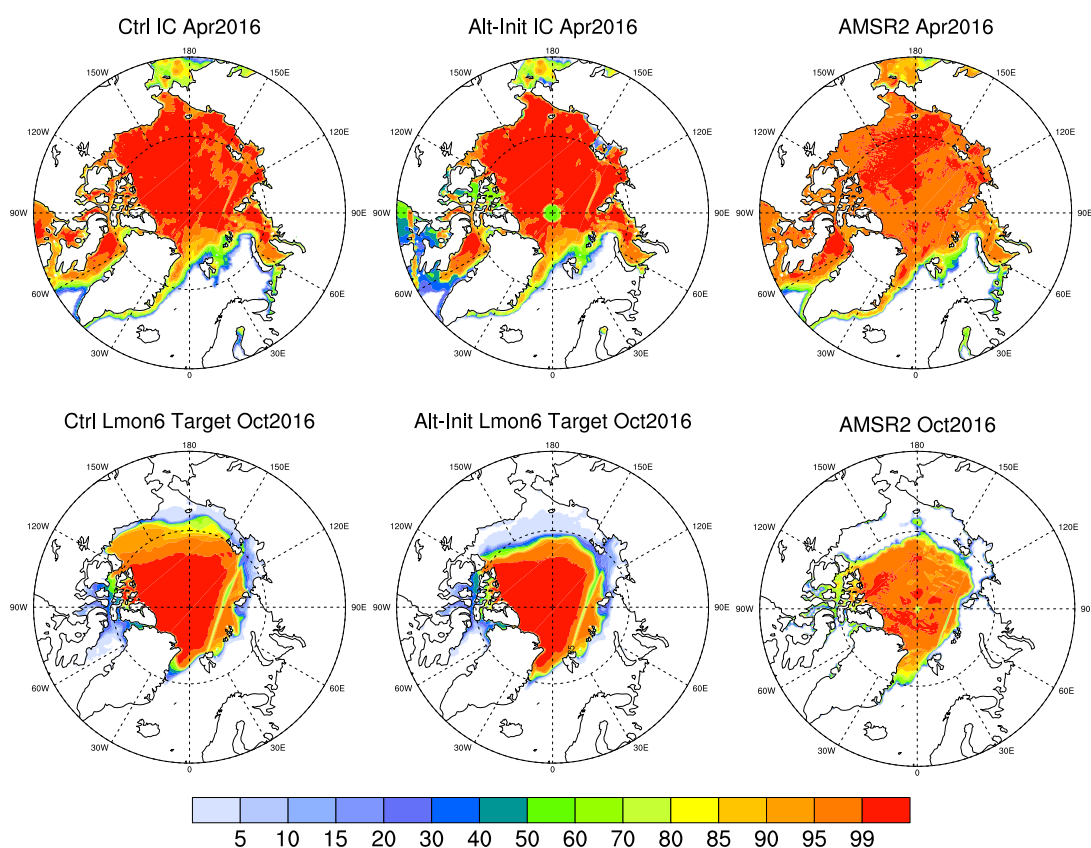 Ctrl IC Apr2016 Alt-Init IC Apr2016 AMSR2 Apr2016
180 180 180
150W 150E 150W 150E 150W 150E
120W 120E 120W 120E 120W 120E
90W 90E 90W 90E 90W 90E
60W 60E 60W 60E 60W 60E
30W 30E 30W 30E 30W 30E
0 0 0
Ctrl Lmon6 Target Oct2016 Alt-Init Lmon6 Target Oct2016 AMSR2 Oct2016
180 180 180
150W 150E 150W 150E 150W 150E
120W 120E 120W 120E 120W 120E
90W 90E 90W 90E 90W 90
60W 60E 60W 60E 60W 60E
30W 30E 30W 30E 30W 30E
0 0 0
5 10 15 20 30 40 50 60 70 80 85 90 95 99